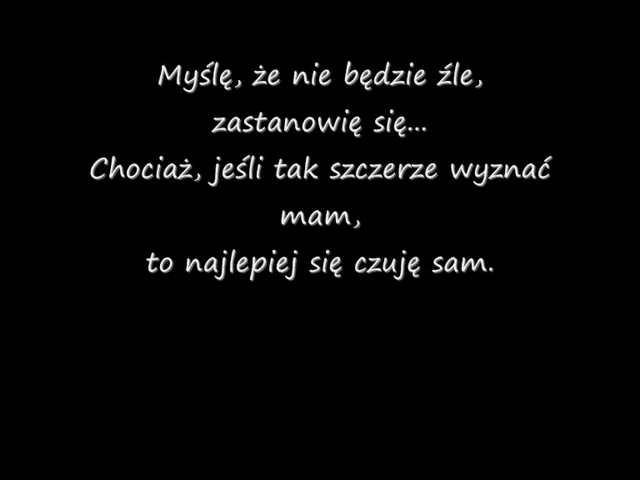 Myślę, że nie będzie źle,
zastanowię się...
Chociaż, jeśli tak szczerze wyznać
mam,
to najlepiej się czuję sam.